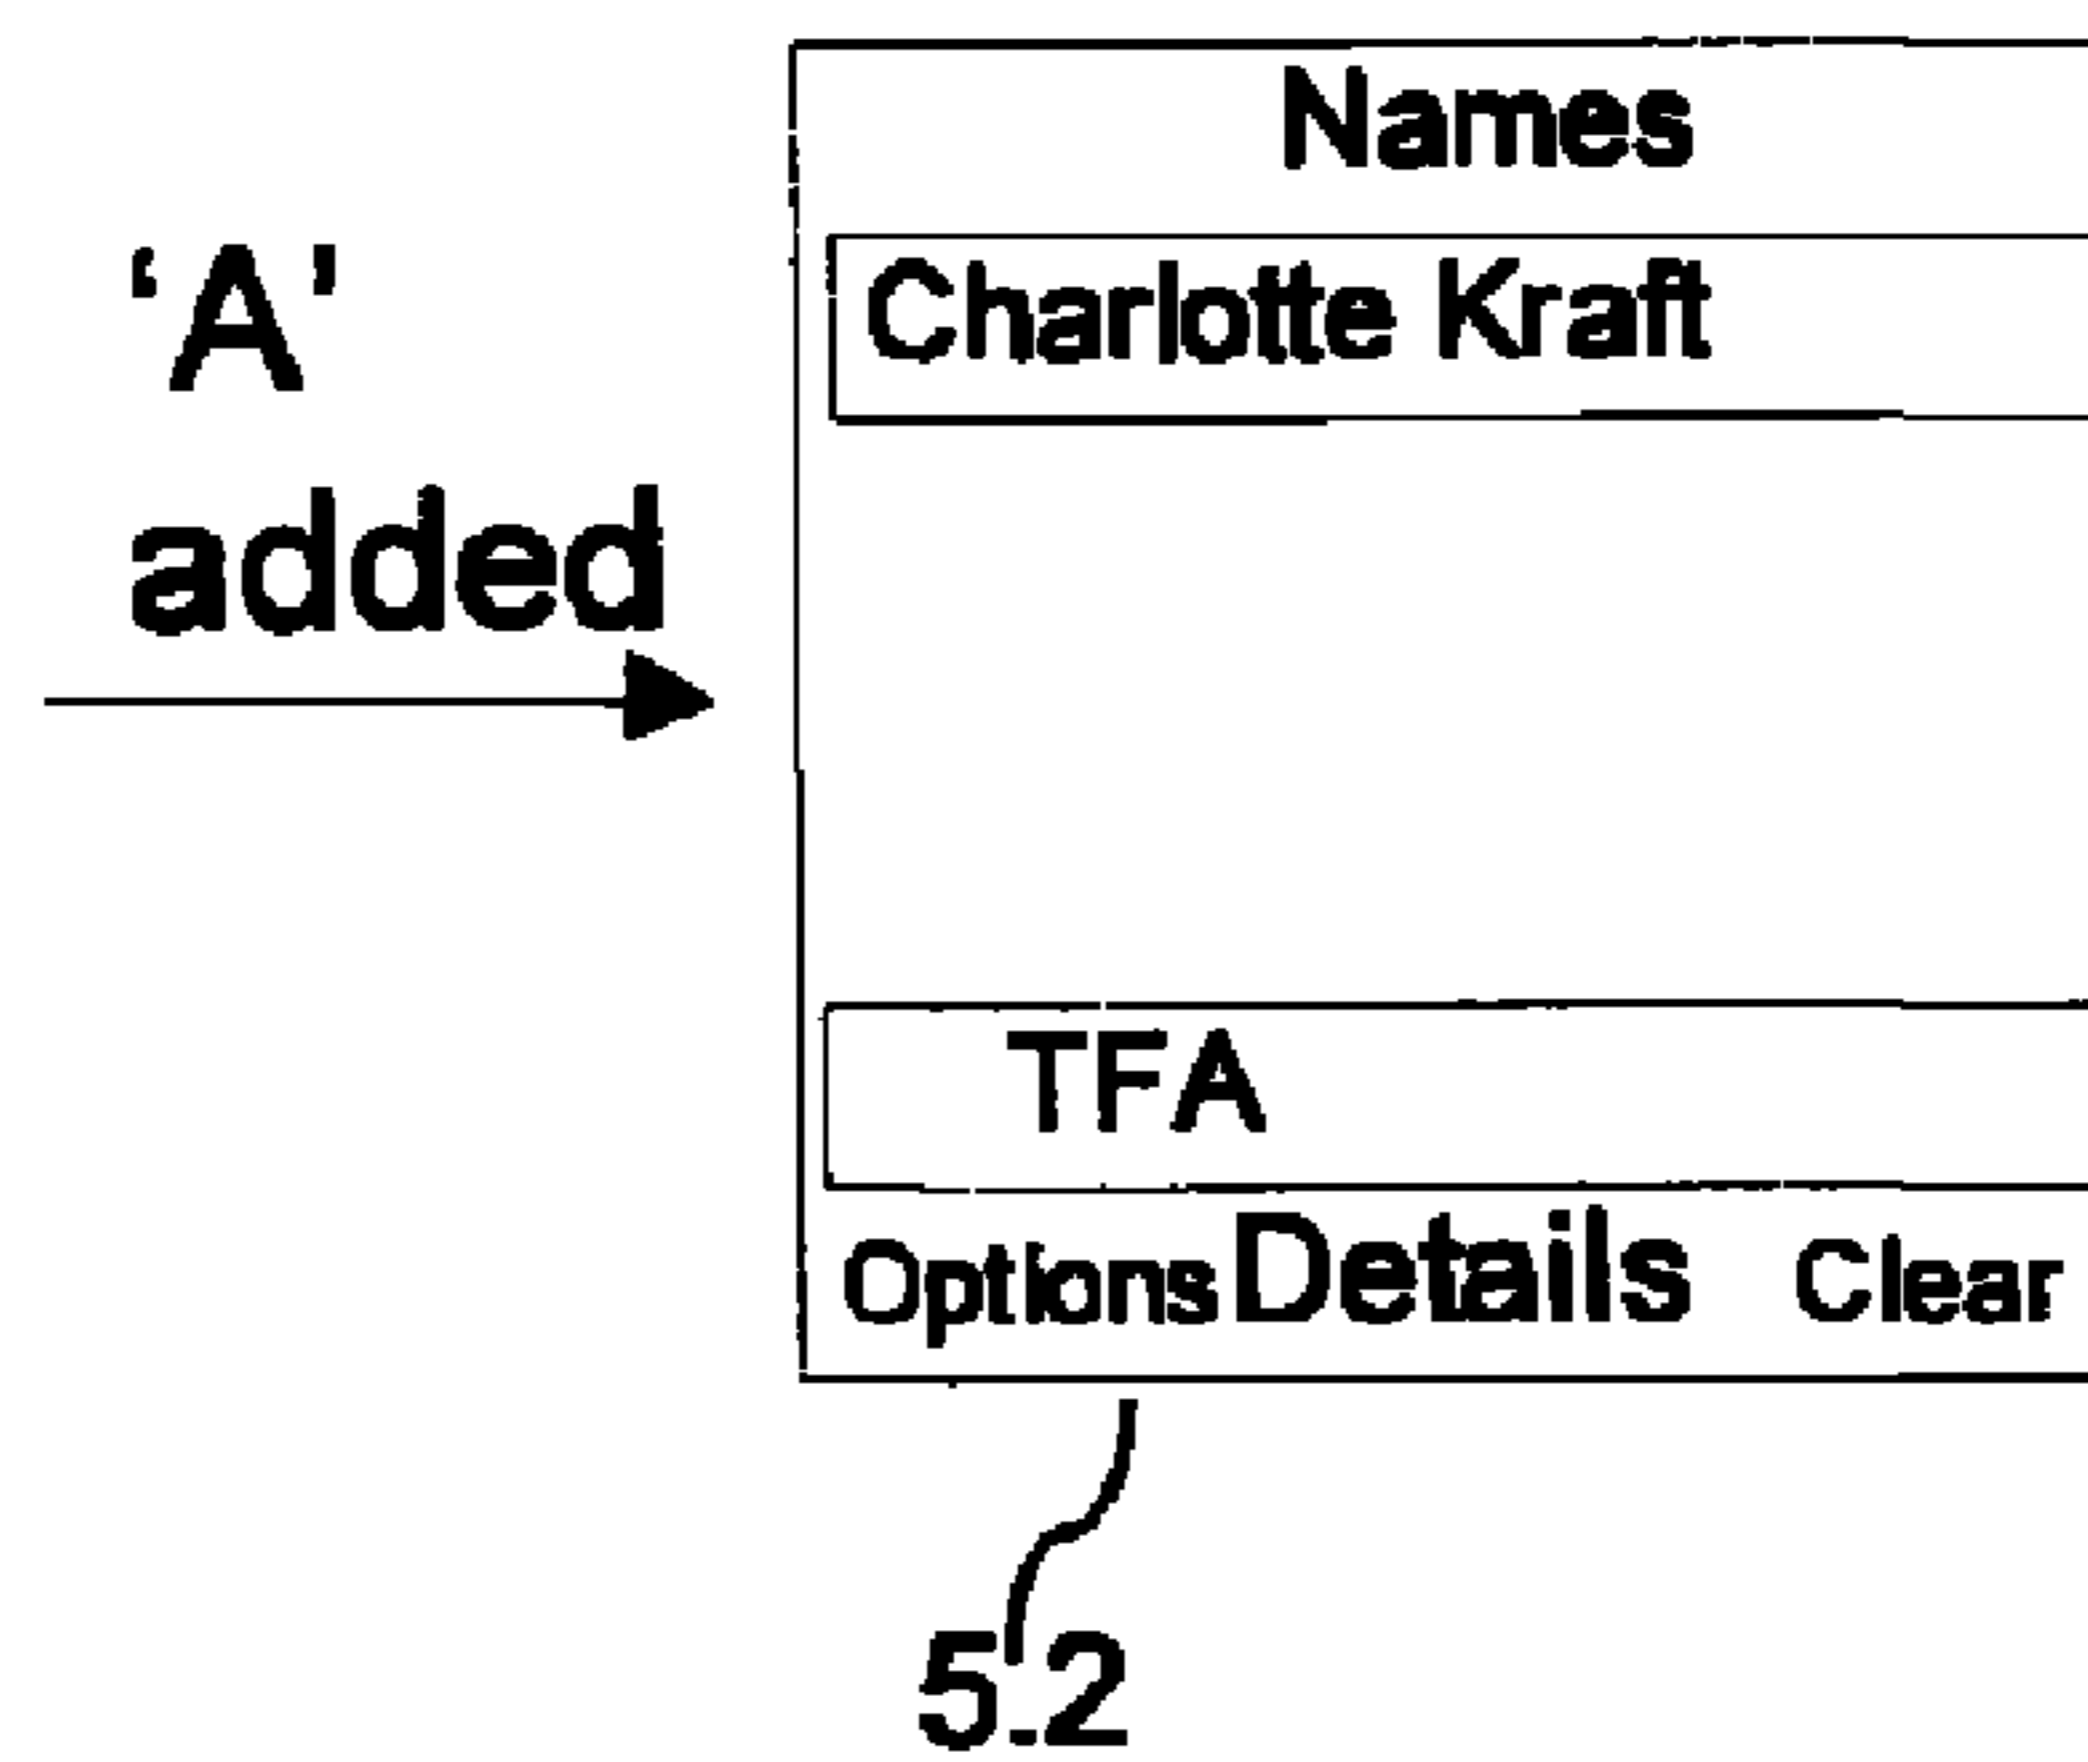 ‘A’
added
Names
Charlotte Kraft
TFA
Options Details Clear
5.2